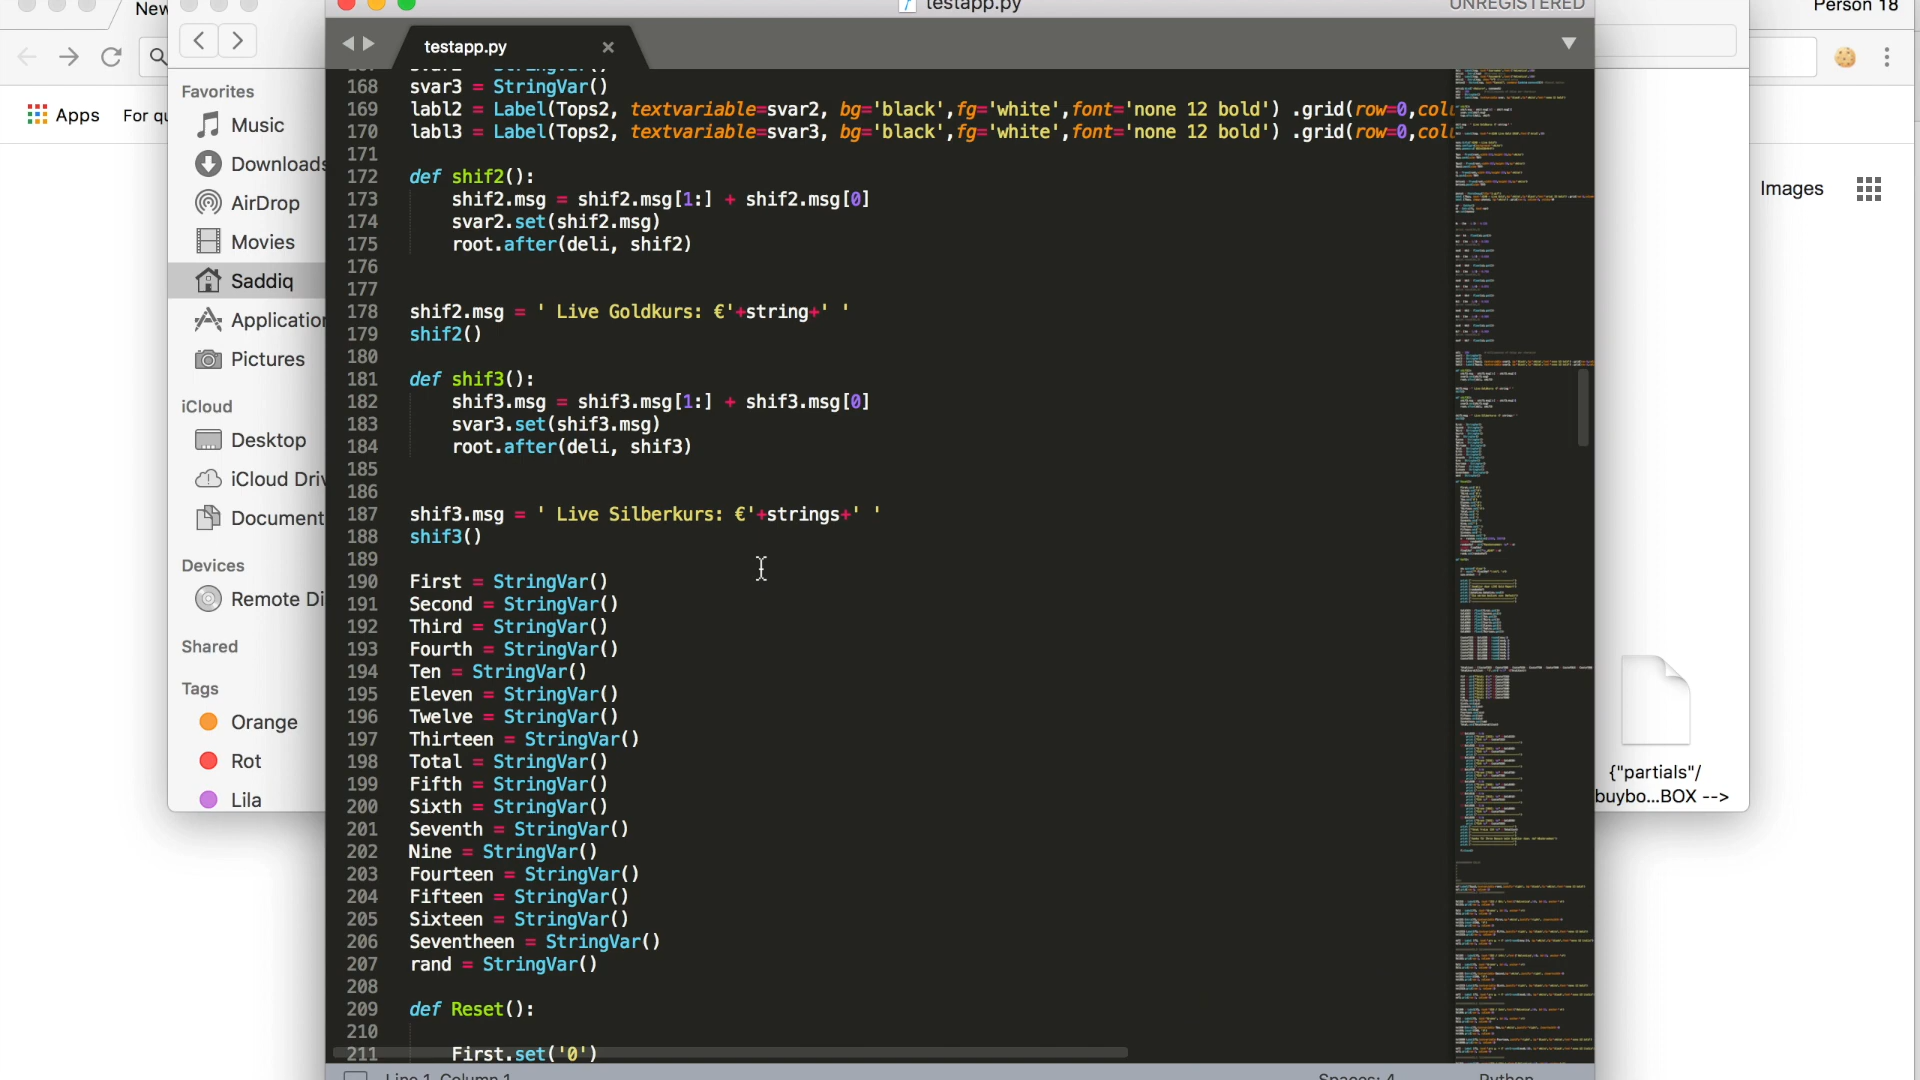 New
testapp.py
UNREGISTERED
Person 18
Apps
For qu
Images
Favorites
Music
Downloads
AirDrop
Movies
Saddiq
Application
Pictures
iCloud
Desktop
iCloud Driv
Document
Devices
Remote Di
Shared
Tags
Orange
Rot
Lila
testapp.py
168 svar3 = StringVar()
169 labl2 = Label(Tops2, textvariable=svar2, bg='black',fg='white',font='none 12 bold') .grid(row=0,colu
170 labl3 = Label(Tops2, textvariable=svar3, bg='black',fg='white',font='none 12 bold') .grid(row=0,colu
171
172 def shif2():
173 shif2.msg = shif2.msg[1:] + shif2.msg[0]
174 svar2.set(shif2.msg)
175 root.after(deli, shif2)
176
177
178 shif2.msg = ' Live Goldkurs: €'+string+' '
179 shif2()
180
181 def shif3():
182 shif3.msg = shif3.msg[1:] + shif3.msg[0]
183 svar3.set(shif3.msg)
184 root.after(deli, shif3)
185
186
187 shif3.msg = ' Live Silberkurs: €'+strings+' '
188 shif3()
189
190 First = StringVar()
191 Second = StringVar()
192 Third = StringVar()
193 Fourth = StringVar()
194 Ten = StringVar()
195 Eleven = StringVar()
196 Twelve = StringVar()
197 Thirteen = StringVar()
198 Total = StringVar()
199 Fifth = StringVar()
200 Sixth = StringVar()
201 Seventh = StringVar()
202 Nine = StringVar()
203 Fourteen = StringVar()
204 Fifteen = StringVar()
205 Sixteen = StringVar()
206 Seventheen = StringVar()
207 rand = StringVar()
208
209 def Reset():
210
211 First.set('0')
Line 1, Column 1
Spaces: 4
Python
{"partials"/
buybo...BOX -->